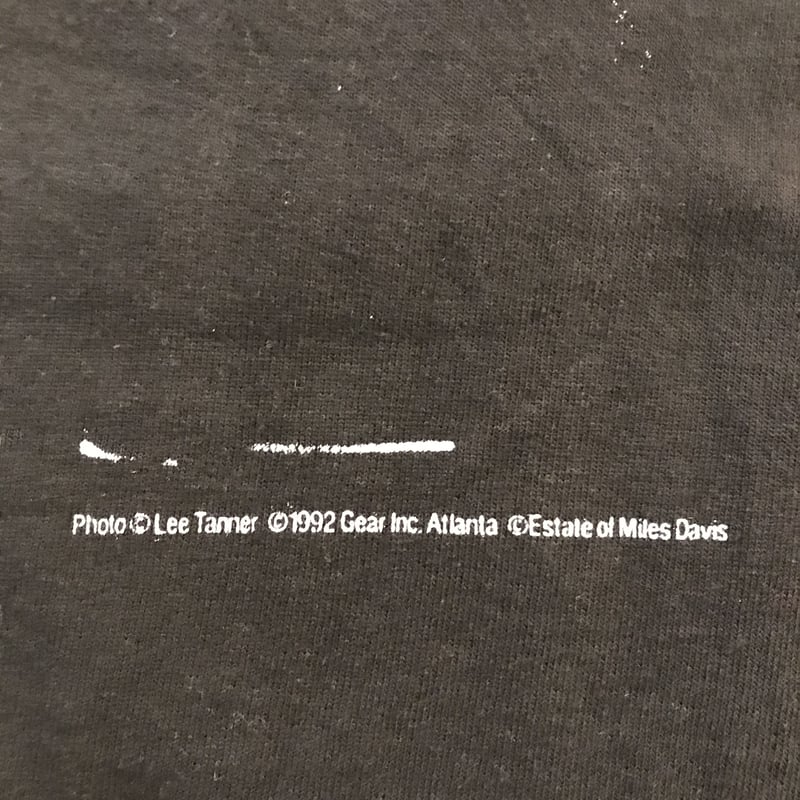 Photo © Lee Tanner ©1992 Gear Inc. Atlanta ©Estate of Miles Davis